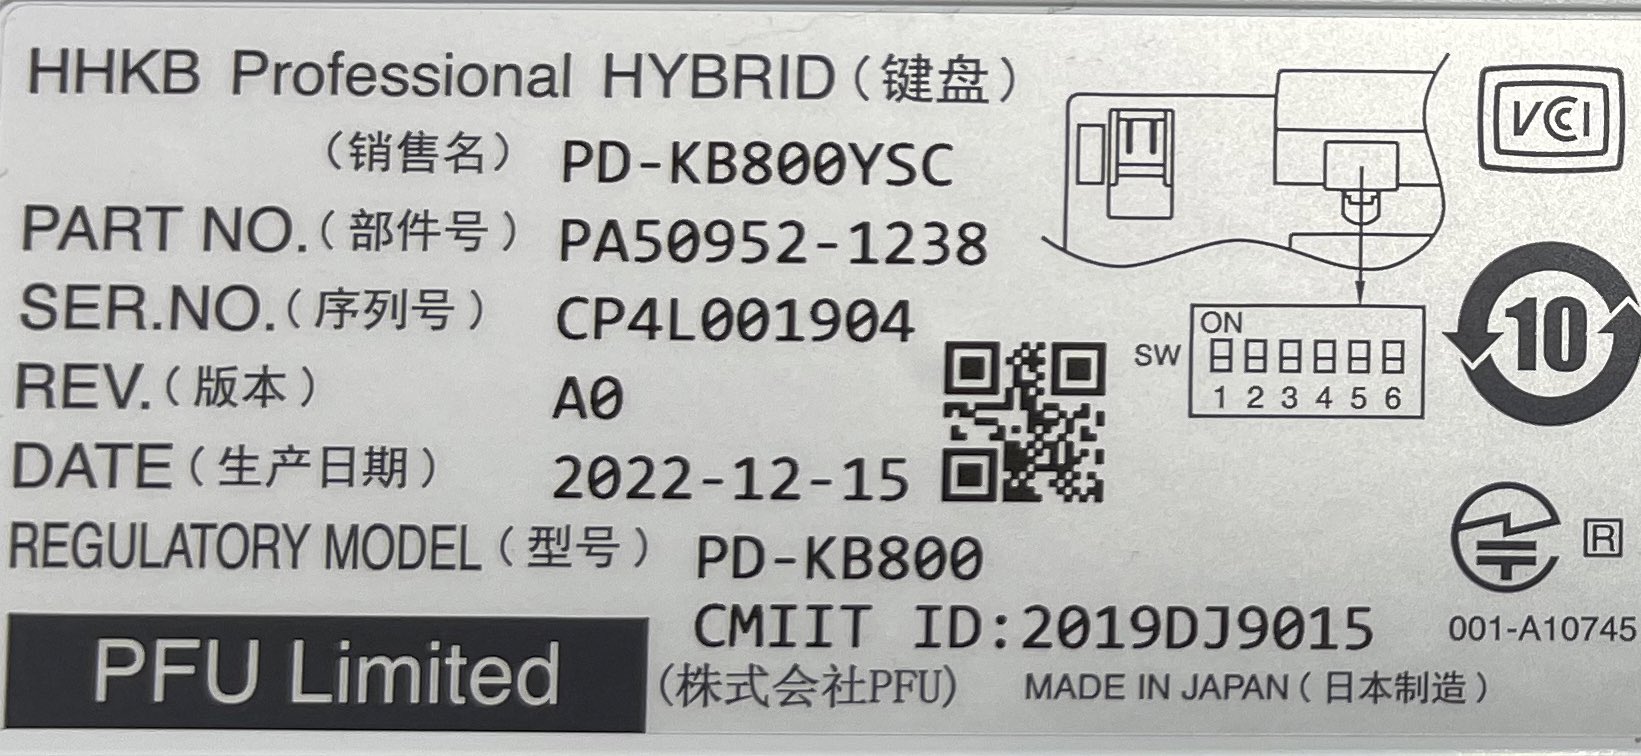 HHKB Professional HYBRID（键盘）
（销售名） PD-KB800YSC
PART NO.（部件号） PA50952-1238
SER.NO.（序列号） CP4L001904
REV.（版本） A0
DATE（生产日期） 2022-12-15
REGULATORY MODEL（型号） PD-KB800
CMIIT ID:2019DJ9015
PFU Limited (株式会社PFU) MADE IN JAPAN（日本制造）
VCCI
SW ON
1 2 3 4 5 6
10
R
001-A10745